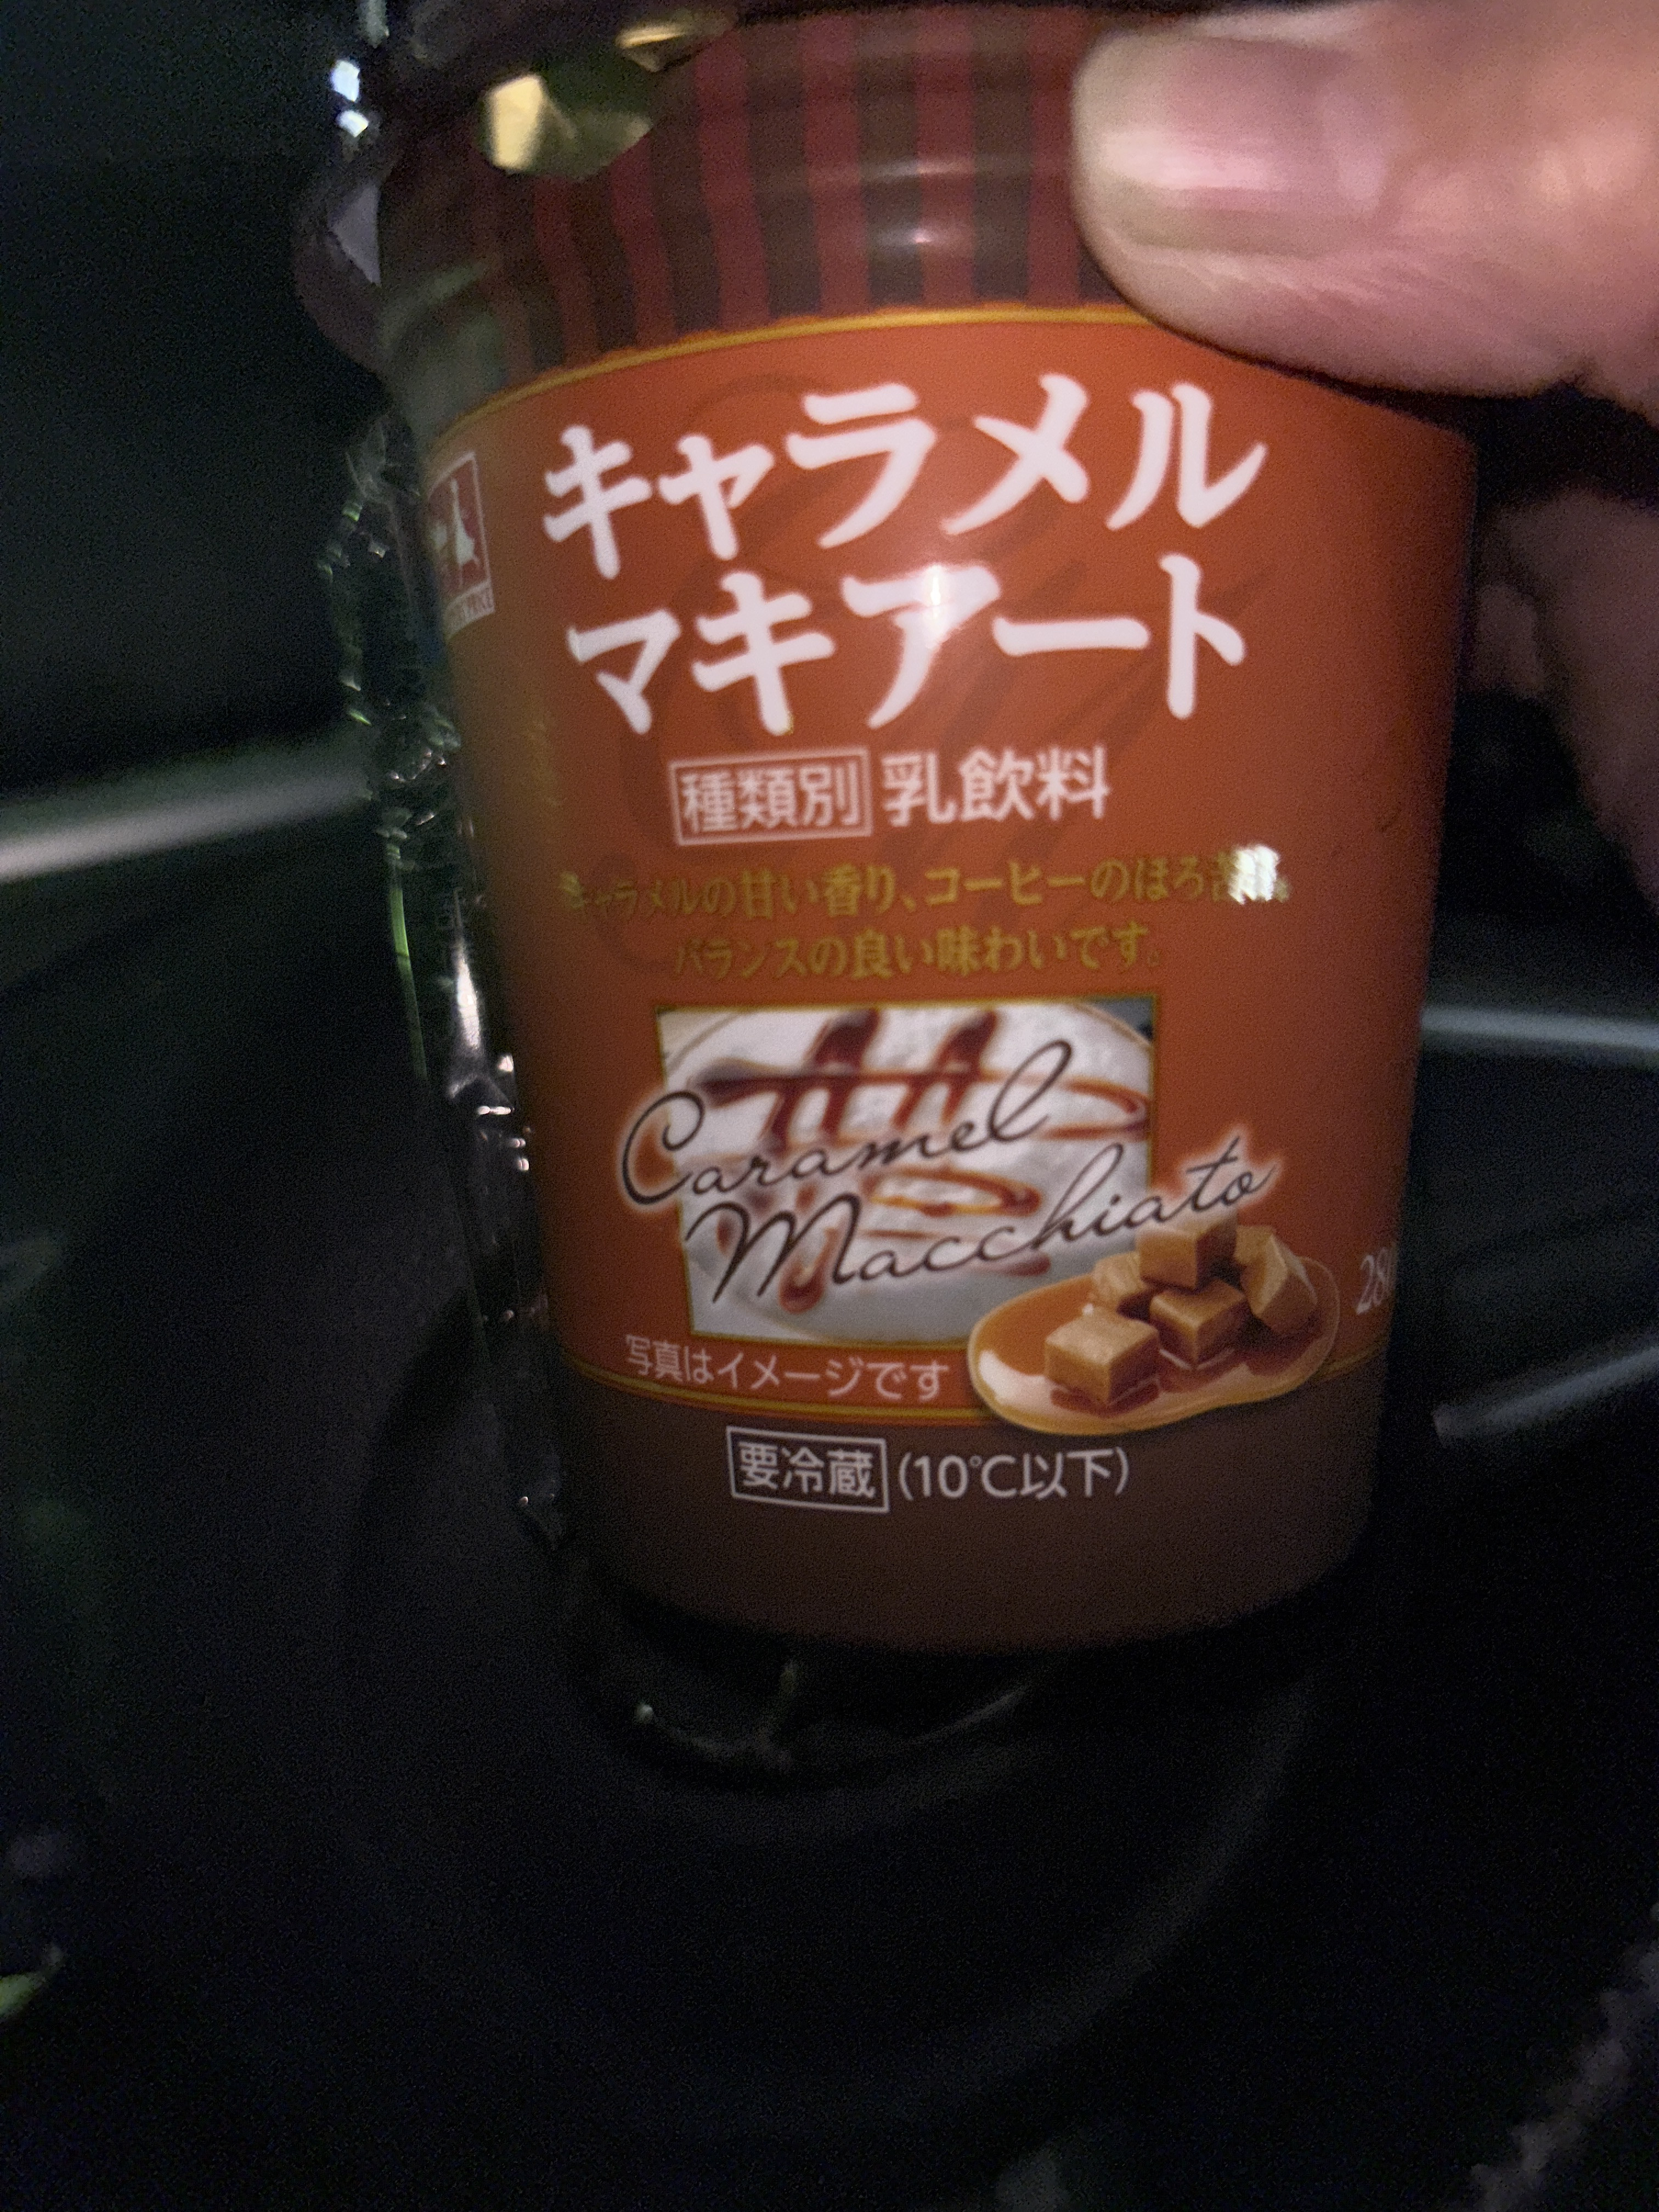 キャラメル
マキアート
種類別 乳飲料
キャラメルの甘い香り、コーヒーのほろ苦味。
バランスの良い味わいです。
Caramel
Macchiato
写真はイメージです
要冷蔵 (10℃以下)